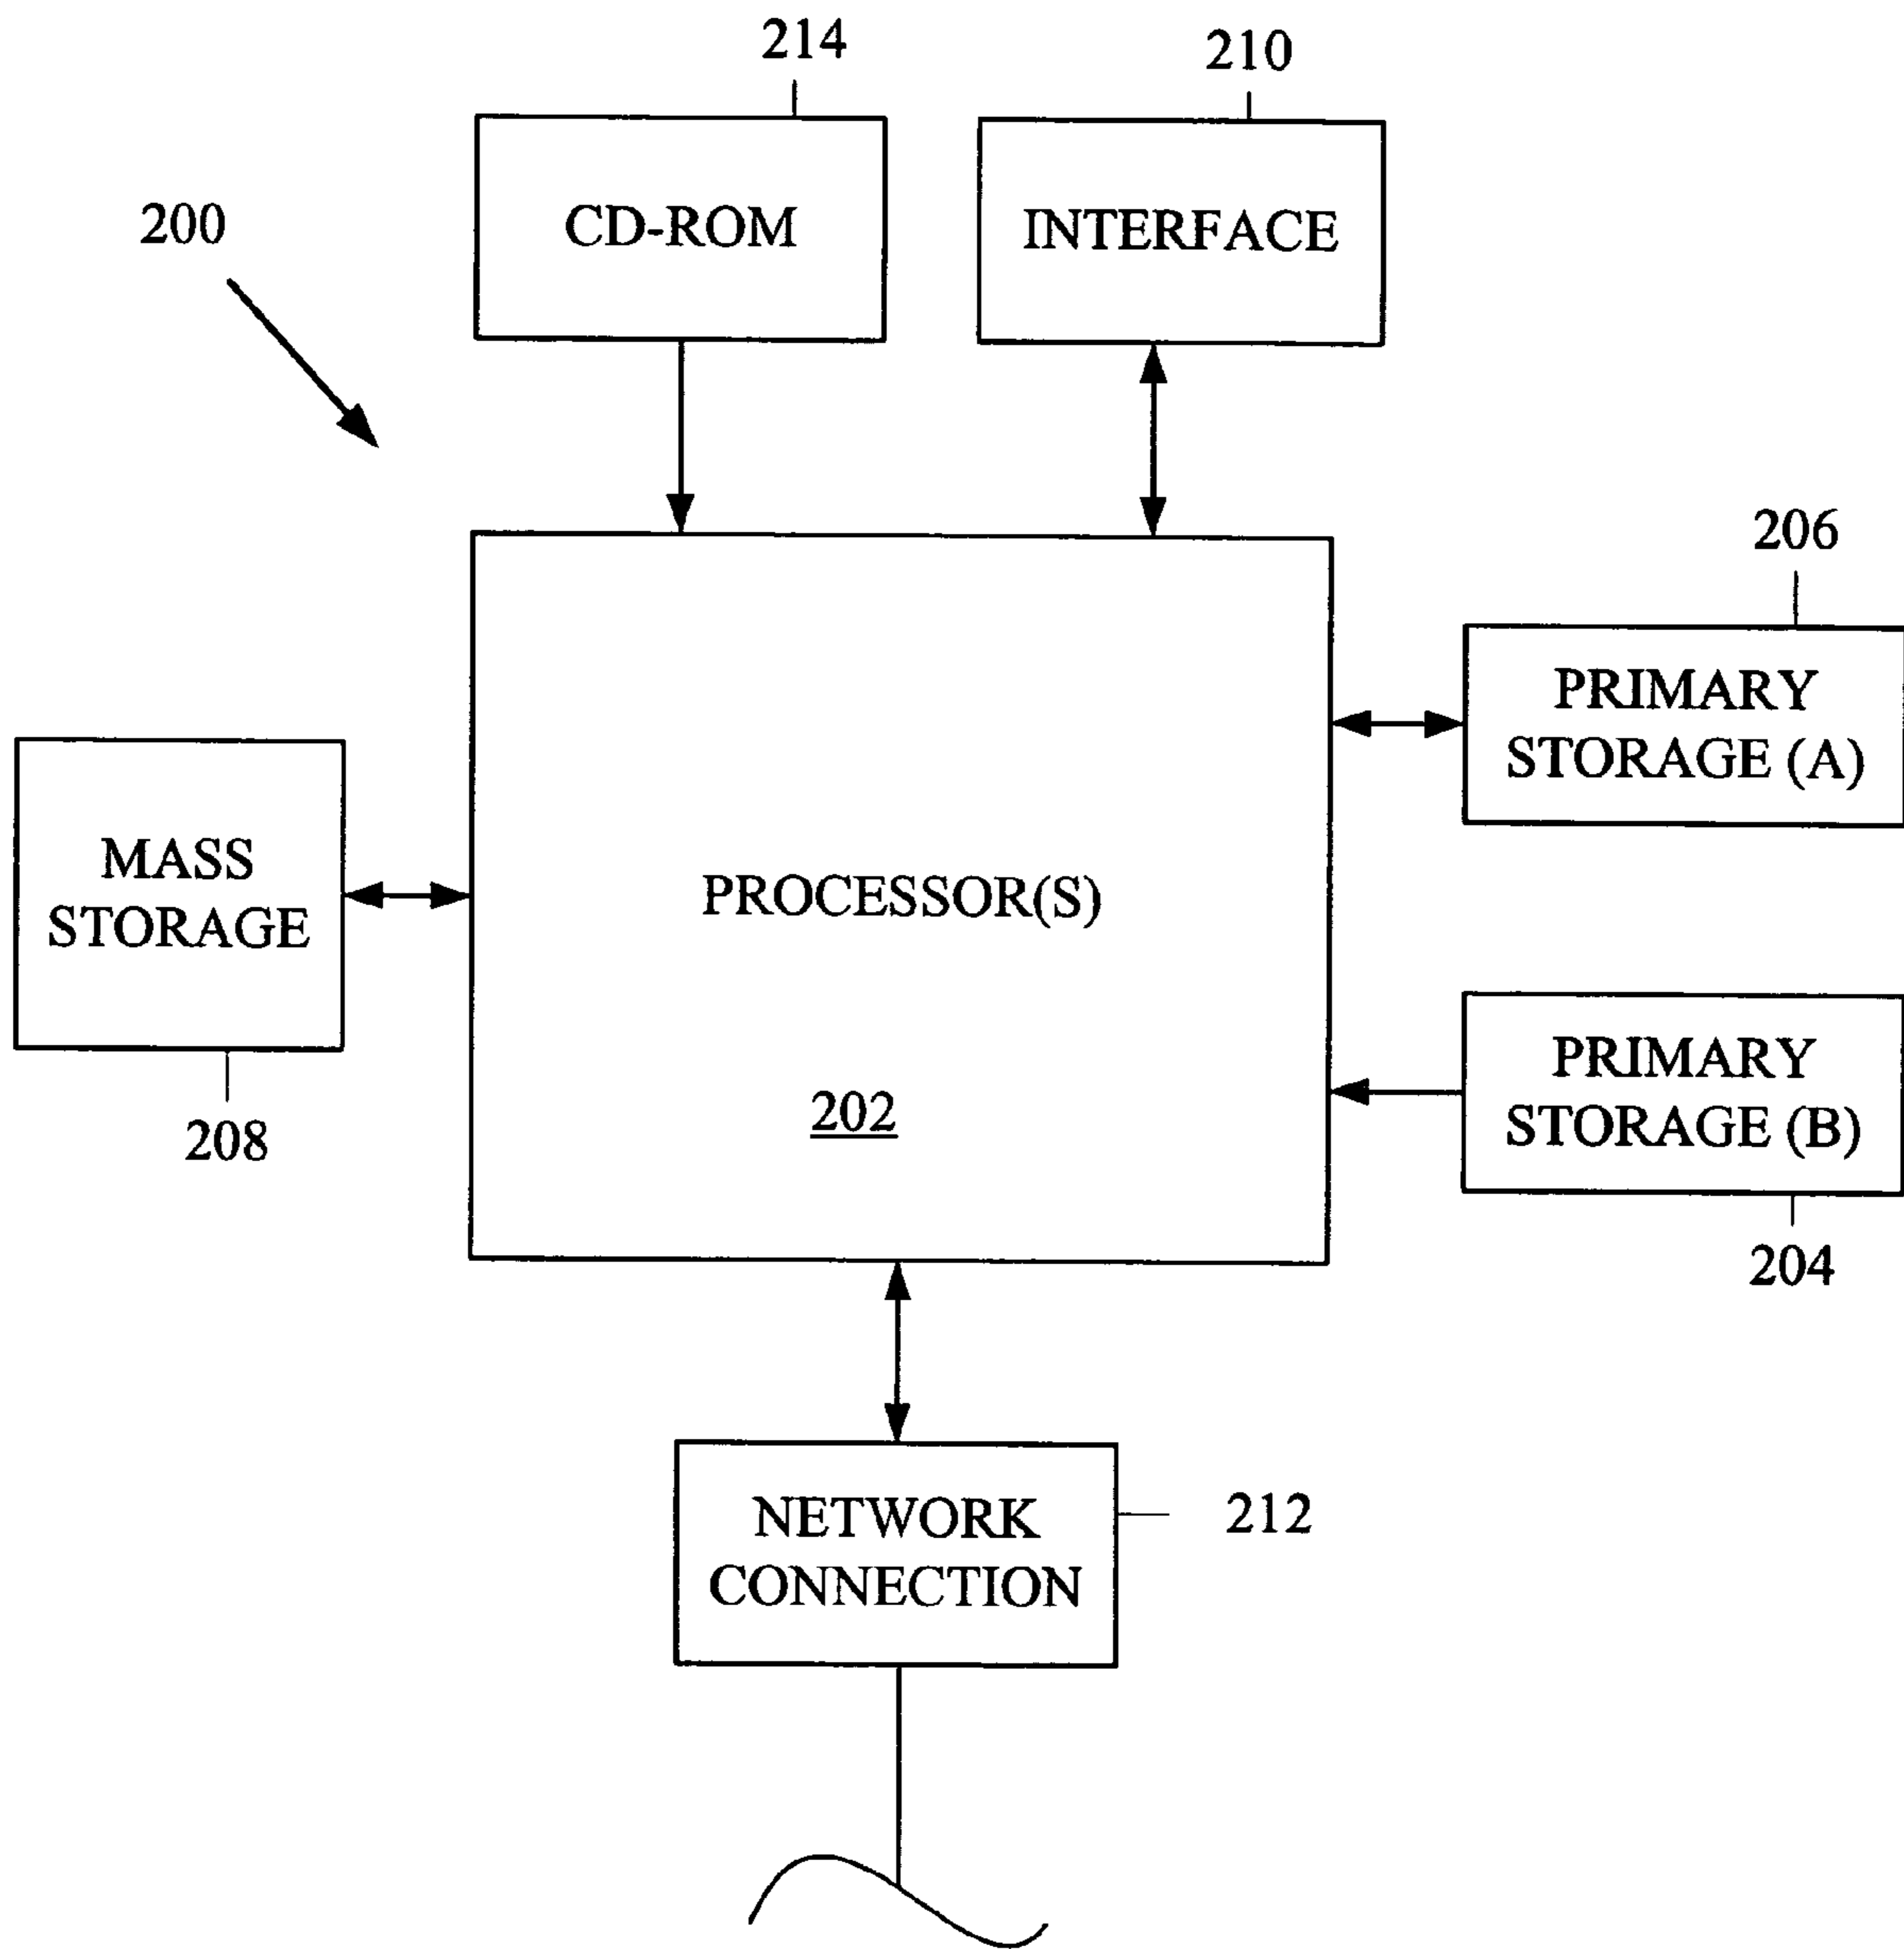 214
210
200
CD-ROM
INTERFACE
206
PRIMARY
STORAGE (A)
MASS
STORAGE
208
PROCESSOR(S)
202
PRIMARY
STORAGE (B)
204
NETWORK
CONNECTION
212